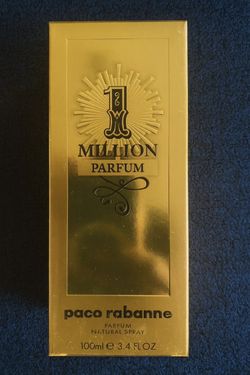 1
MILLION
PARFUM
paco rabanne
PARFUM
NATURAL SPRAY
100ml ℮ 3.4 FL.OZ